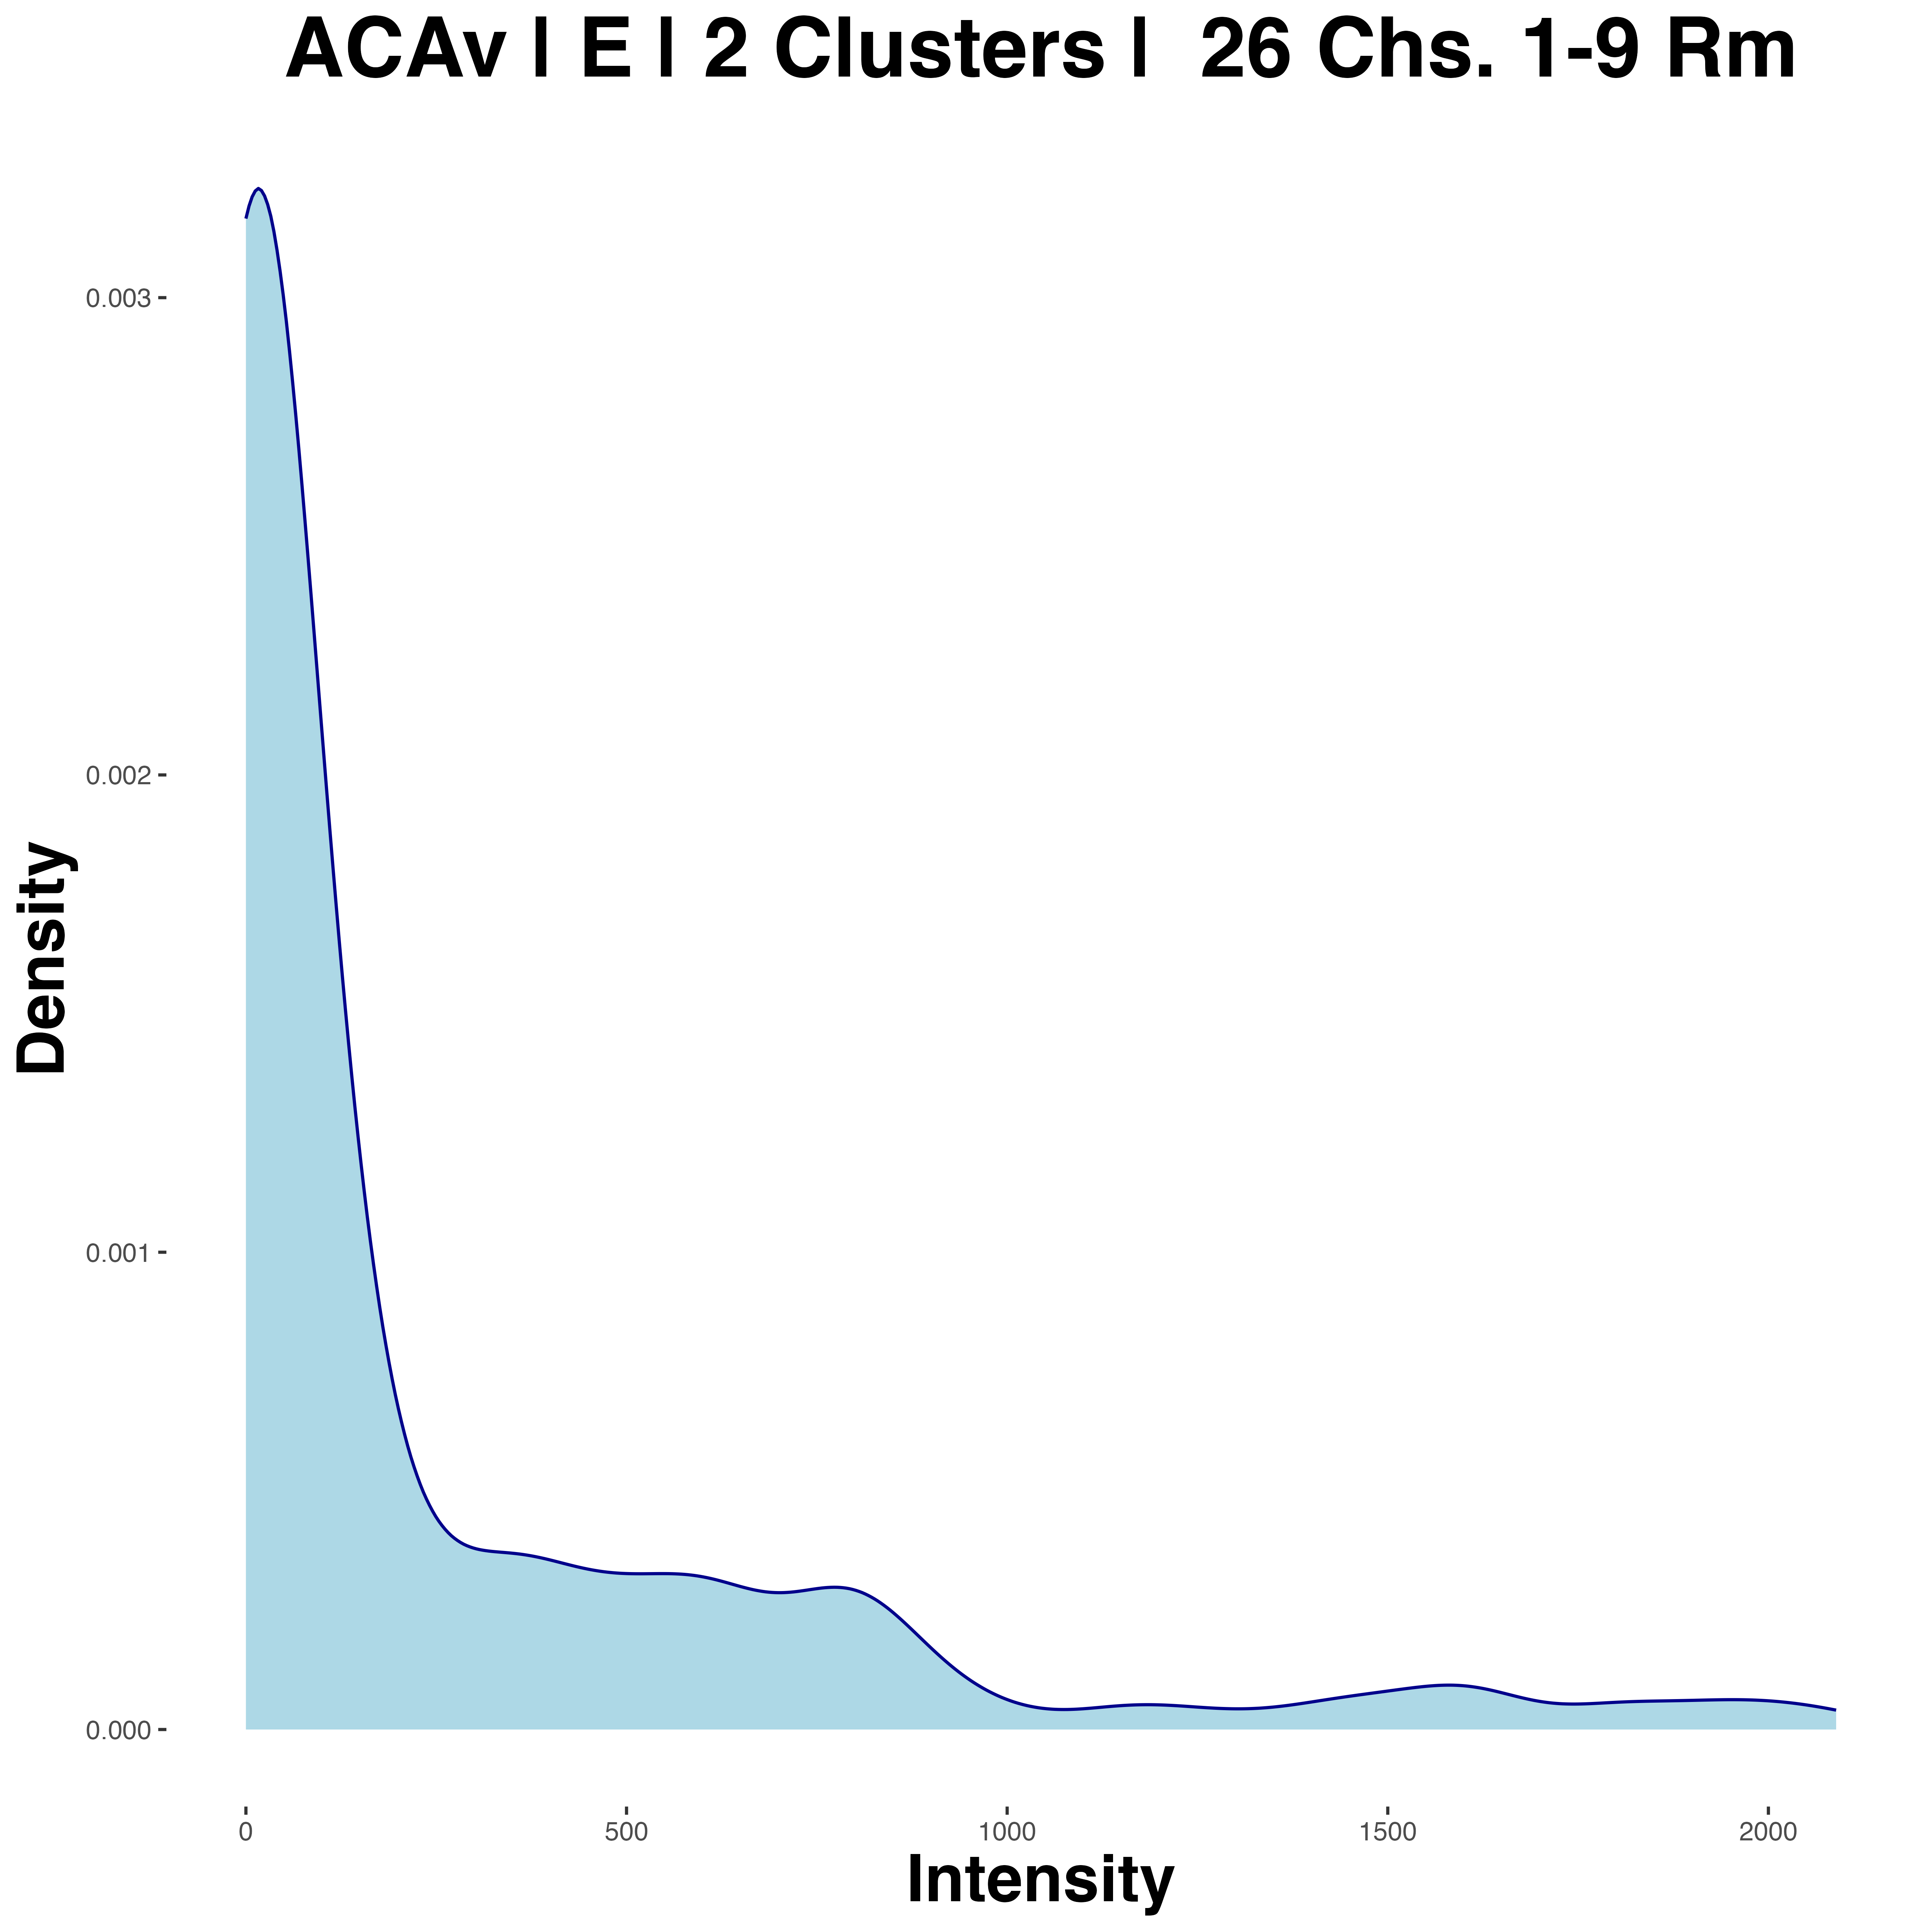 ACAv | E | 2 Clusters |  26 Chs. 1-9 Rm
0.003
0.002
0.001
0.000
Density
0 500 1000 1500 2000
Intensity